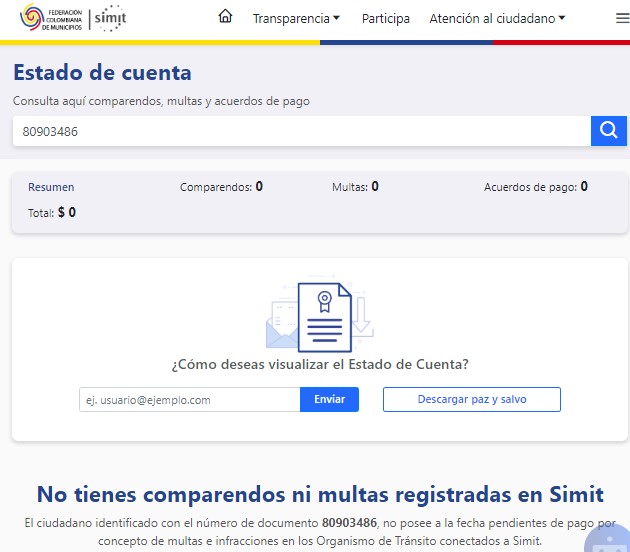 FEDERACIÓN
COLOMBIANA
DE MUNICIPIOS
simit
Transparencia Participa Atención al ciudadano
Estado de cuenta
Consulta aquí comparendos, multas y acuerdos de pago
80903486
Resumen Comparendos: 0 Multas: 0 Acuerdos de pago: 0
Total: $ 0
¿Cómo deseas visualizar el Estado de Cuenta?
ej. usuario@ejemplo.com Enviar Descargar paz y salvo
No tienes comparendos ni multas registradas en Simit
El ciudadano identificado con el número de documento 80903486, no posee a la fecha pendientes de pago por
concepto de multas e infracciones en los Organismo de Tránsito conectados a Simit.